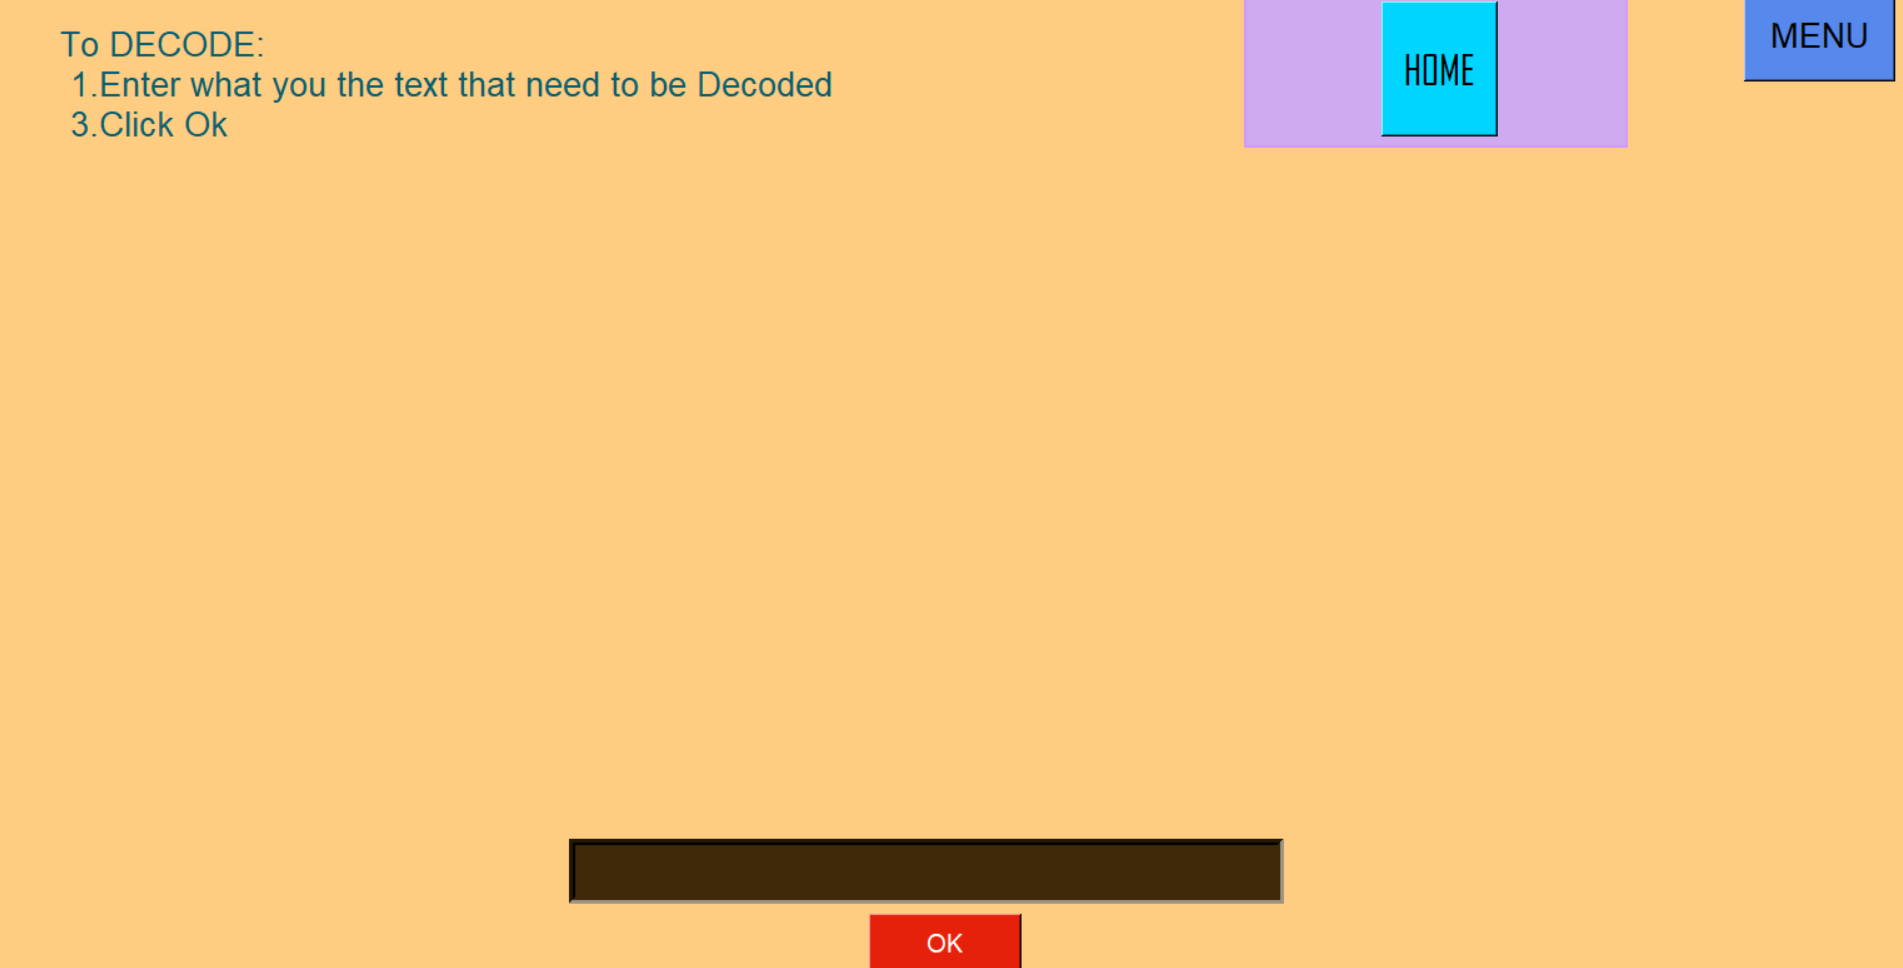 To DECODE:
1.Enter what you the text that need to be Decoded
3.Click Ok
HOME
MENU
OK